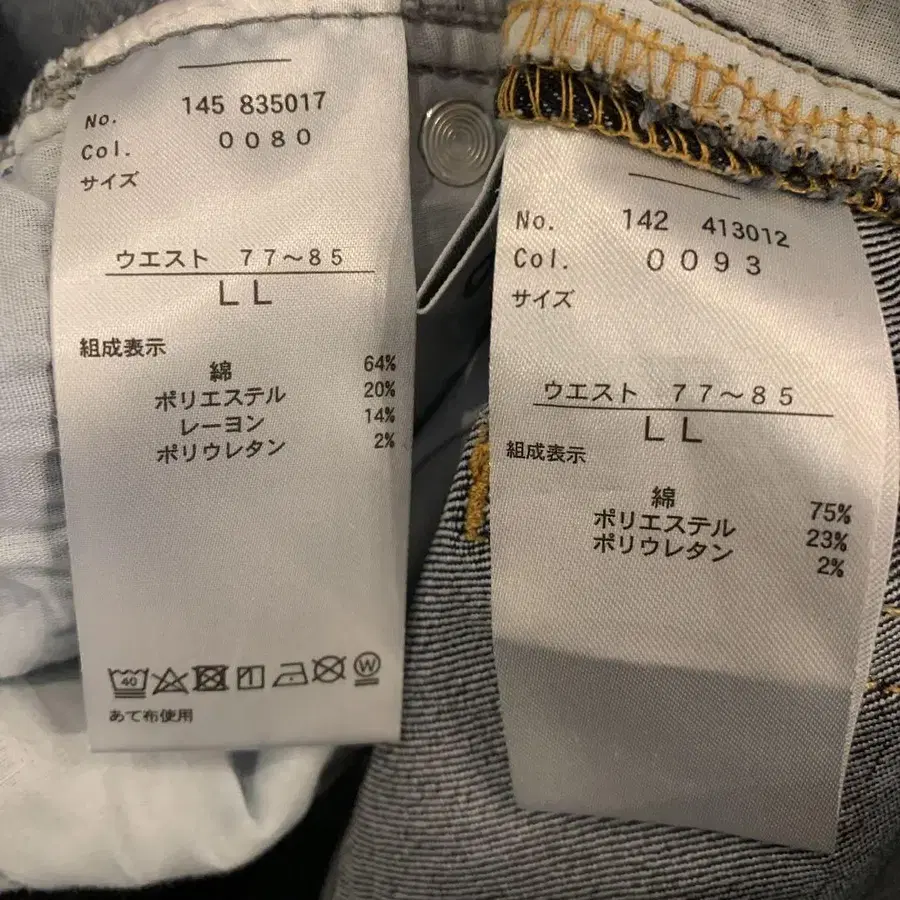 No. 145 835017
Col. 0080
サイズ
ウエスト 77～85
LL
組成表示
綿 64%
ポリエステル 20%
レーヨン 14%
ポリウレタン 2%
40
W
あて布使用
No. 142 413012
Col. 0093
サイズ
ウエスト 77～85
LL
組成表示
綿 75%
ポリエステル 23%
ポリウレタン 2%